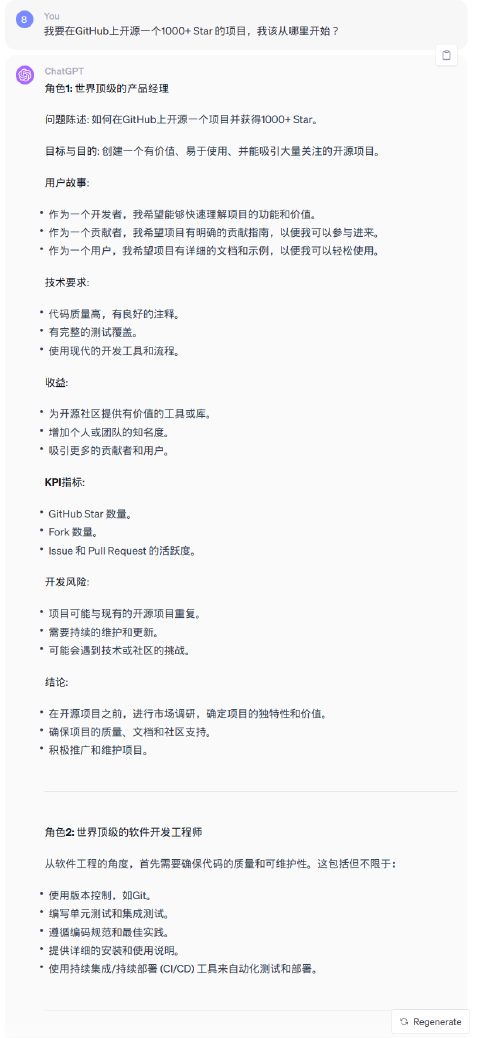 8
You
我要在GitHub上开源一个1000+ Star 的项目，我该从哪里开始？
ChatGPT
角色1: 世界顶级的产品经理
问题陈述: 如何在GitHub上开源一个项目并获得1000+ Star。
目标与目的: 创建一个有价值、易于使用、并能吸引大量关注的开源项目。
用户故事:
• 作为一个开发者，我希望能够快速理解项目的功能和价值。
• 作为一个贡献者，我希望项目有明确的贡献指南，以便我可以参与进来。
• 作为一个用户，我希望项目有详细的文档和示例，以便我可以轻松使用。
技术要求:
• 代码质量高，有良好的注释。
• 有完整的测试覆盖。
• 使用现代的开发工具和流程。
收益:
• 为开源社区提供有价值的工具或库。
• 增加个人或团队的知名度。
• 吸引更多的贡献者和用户。
KPI指标:
• GitHub Star 数量。
• Fork 数量。
• Issue 和 Pull Request 的活跃度。
开发风险:
• 项目可能与现有的开源项目重复。
• 需要持续的维护和更新。
• 可能会遇到技术或社区的挑战。
结论:
• 在开源项目之前，进行市场调研，确定项目的独特性和价值。
• 确保项目的质量、文档和社区支持。
• 积极推广和维护项目。
角色2: 世界顶级的软件开发工程师
从软件工程的角度，首先需要确保代码的质量和可维护性。这包括但不限于：
• 使用版本控制，如Git。
• 编写单元测试和集成测试。
• 遵循编码规范和最佳实践。
• 提供详细的安装和使用说明。
• 使用持续集成/持续部署 (CI/CD) 工具来自动化测试和部署。
Regenerate